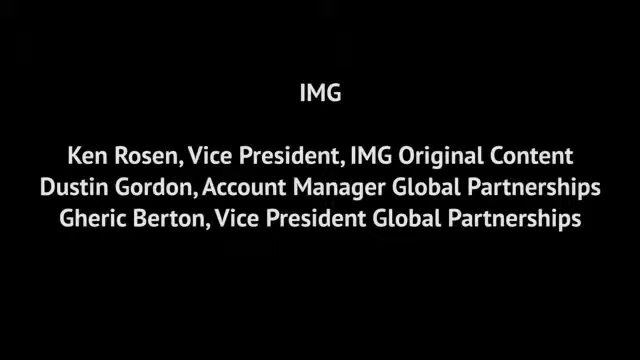 IMG
Ken Rosen, Vice President, IMG Original Content
Dustin Gordon, Account Manager Global Partnerships
Gheric Berton, Vice President Global Partnerships